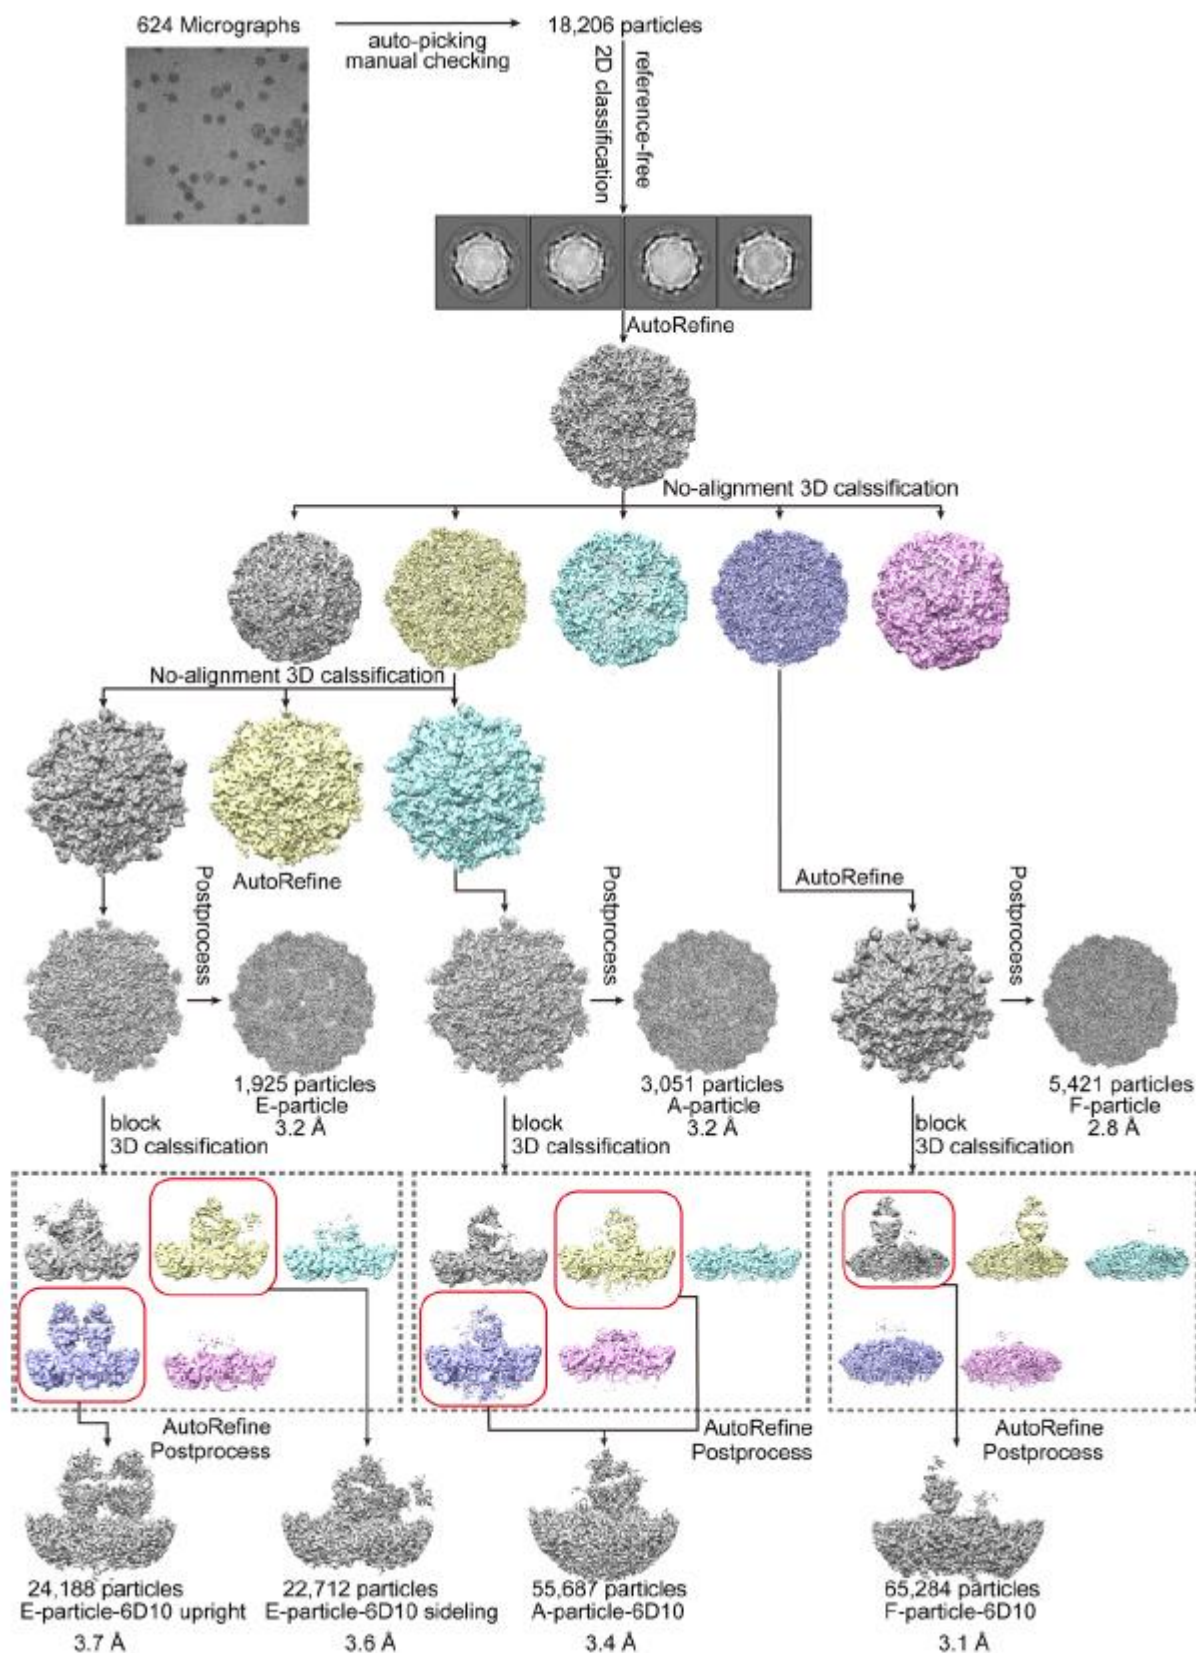 624 Micrographs
18,206 particles
auto-picking
manual checking
reference-free
2D classification
AutoRefine
No-alignment 3D calssification
No-alignment 3D calssification
AutoRefine
Postprocess
Postprocess
AutoRefine
Postprocess
1,925 particles
E-particle
3.2 Å
3,051 particles
A-particle
3.2 Å
5,421 particles
F-particle
2.8 Å
block
3D calssification
block
3D calssification
block
3D calssification
AutoRefine
Postprocess
AutoRefine
Postprocess
AutoRefine
Postprocess
24,188 particles
E-particle-6D10 upright
3.7 Å
22,712 particles
E-particle-6D10 sideling
3.6 Å
55,687 particles
A-particle-6D10
3.4 Å
65,284 particles
F-particle-6D10
3.1 Å